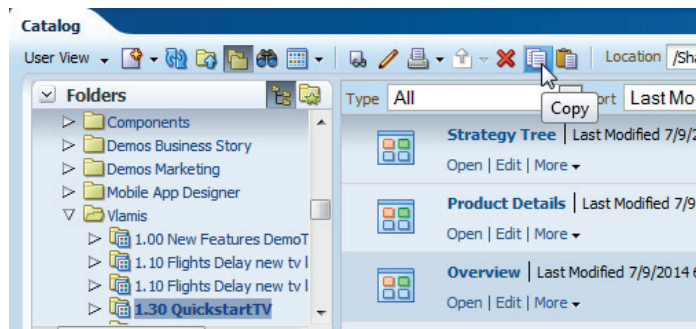 Catalog
User View Location /Sha
Folders
Components
Demos Business Story
Demos Marketing
Mobile App Designer
Vlamis
1.00 New Features DemoT
1.10 Flights Delay new tv l
1.10 Flights Delay new tv l
1.30 QuickstartTV
Type All ort Last Mo
Copy
Strategy Tree | Last Modified 7/9/2
Open | Edit | More
Product Details | Last Modified 7/9
Open | Edit | More
Overview | Last Modified 7/9/2014 6
Open | Edit | More